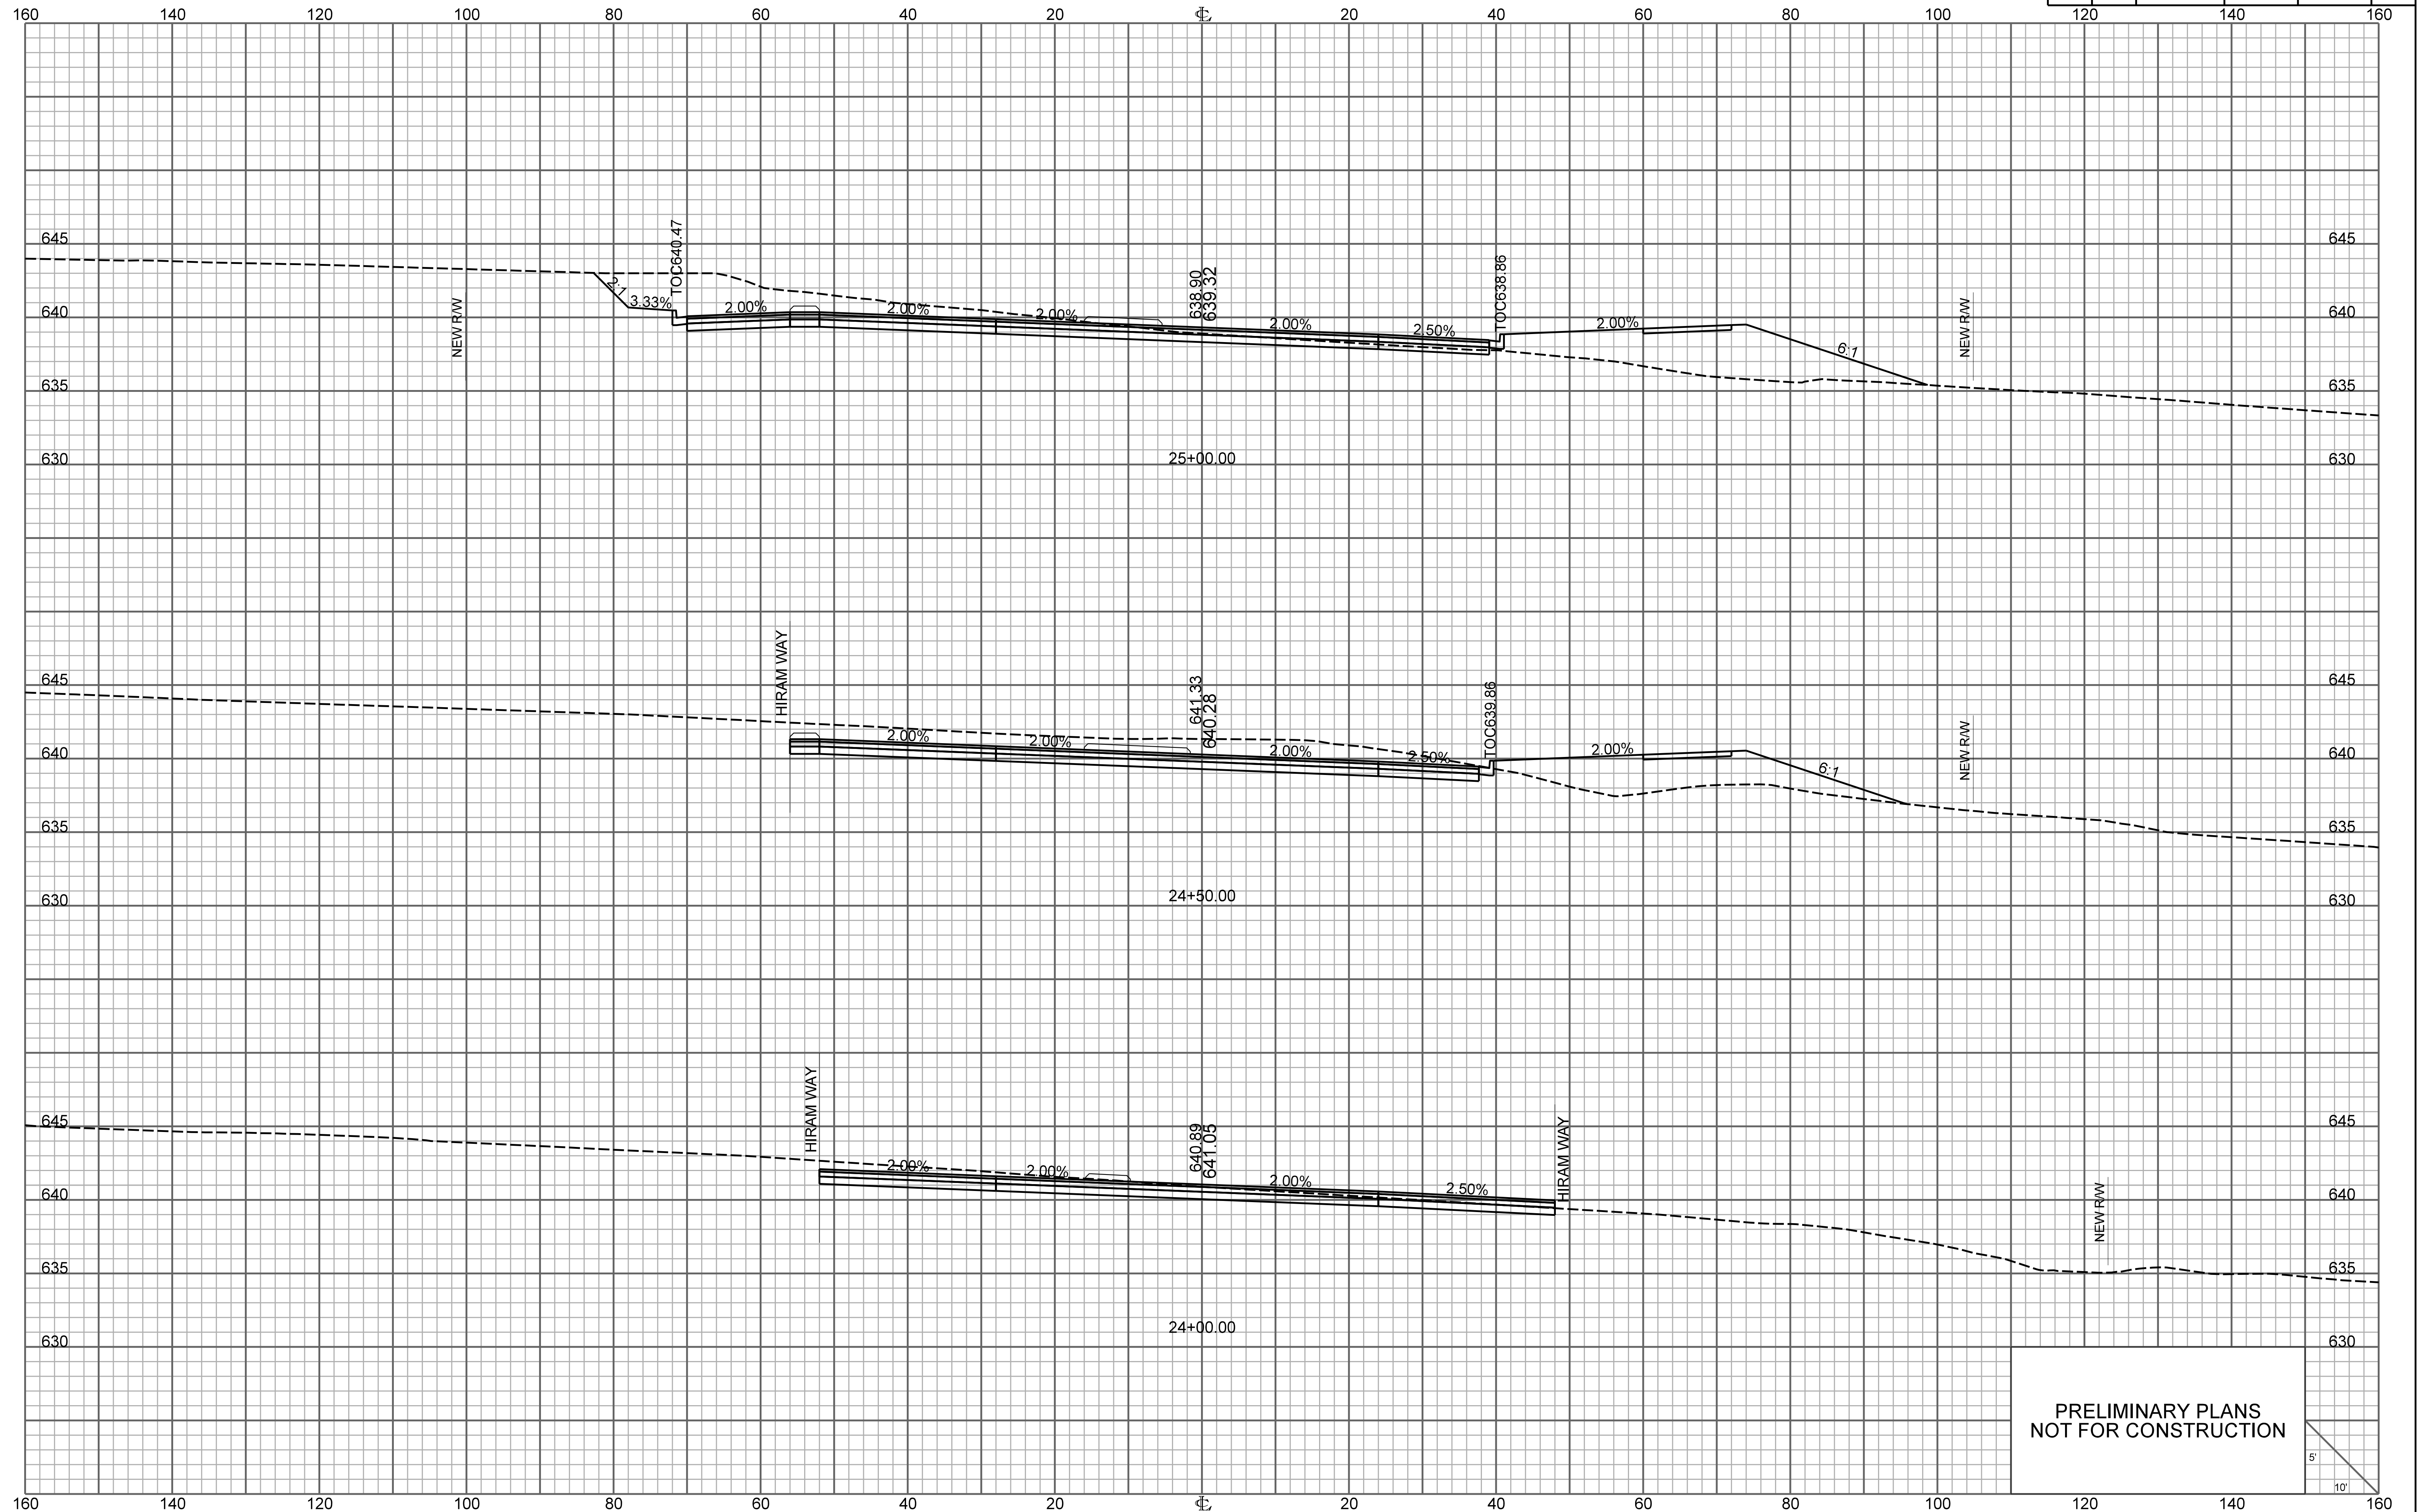 160 140 120 100 80 60 40 20 ℄ 20 40 60 80 100 120 140 160
TOC640.47
645 645
638.90
639.32
TOC638.86
2:1
3.33%
2.00% 2.00% 2.00% 2.00% 2.50% 2.00%
NEW R/W
640 640
NEW R/W
6:1
635 635
630 25+00.00 630
HIRAM WAY
645 645
641.33
640.28
TOC639.86
NEW R/W
2.00% 2.00% 2.00% 2.50% 2.00%
640 640
6:1
635 635
630 24+50.00 630
HIRAM WAY
645 645
640.89
641.05
HIRAM WAY
2.00% 2.00% 2.00% 2.50%
640 640
NEW R/W
635 635
630 24+00.00 630
PRELIMINARY PLANS
NOT FOR CONSTRUCTION
5'
10'
160 140 120 100 80 60 40 20 ℄ 20 40 60 80 100 120 140 160